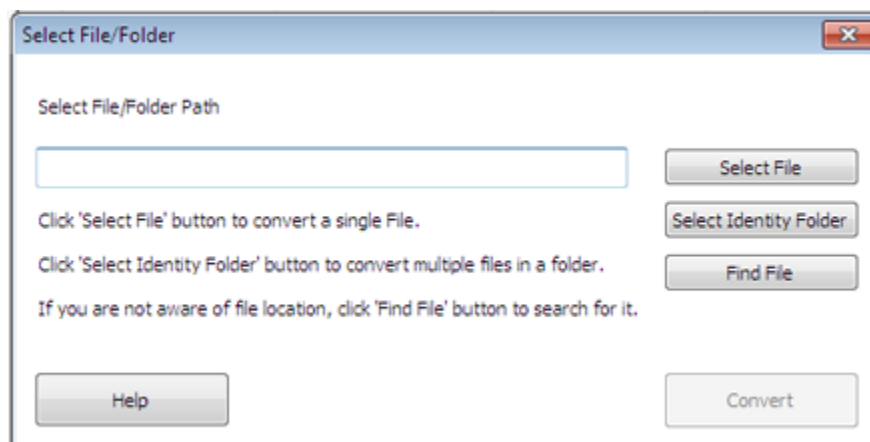 Select File/Folder
Select File/Folder Path
Select File
Click 'Select File' button to convert a single File.
Select Identity Folder
Click 'Select Identity Folder' button to convert multiple files in a folder.
Find File
If you are not aware of file location, click 'Find File' button to search for it.
Help
Convert